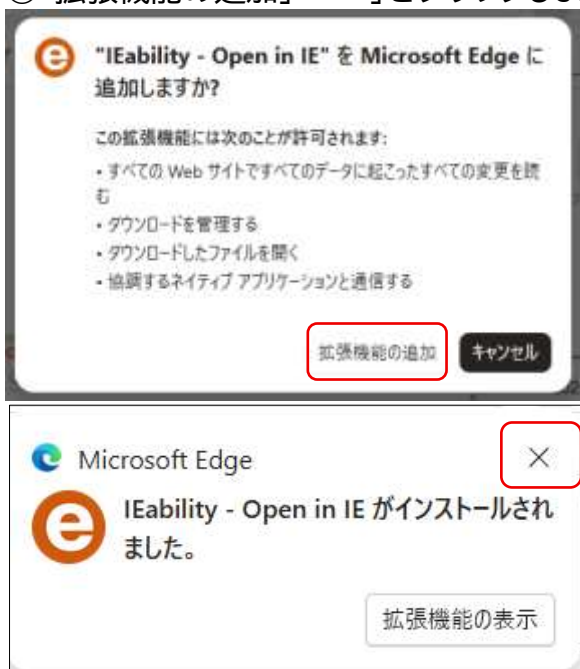 拡張機能の追加
"IEability - Open in IE" を Microsoft Edge に
追加しますか?
この拡張機能には次のことが許可されます:
・すべての Web サイトですべてのデータに起こったすべての変更を読
む
・ダウンロードを管理する
・ダウンロードしたファイルを開く
・協調するネイティブ アプリケーションと通信する
拡張機能の追加 キャンセル
Microsoft Edge
IEability - Open in IE がインストールされ
ました。
拡張機能の表示